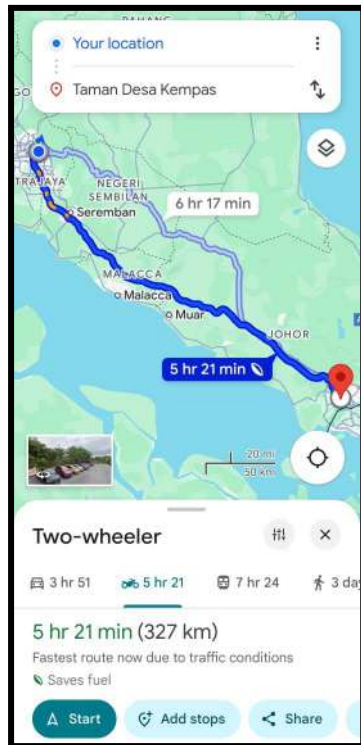 Your location
Taman Desa Kempas
PAHANG
TRAJAYA
NEGERI
SEMBILAN
6 hr 17 min
Seremban
MALACCA
Malacca
Muar
JOHOR
5 hr 21 min
20 mi
50 km
Two-wheeler
3 hr 51
5 hr 21
7 hr 24
3 da
5 hr 21 min (327 km)
Fastest route now due to traffic conditions
Saves fuel
Start
Add stops
Share